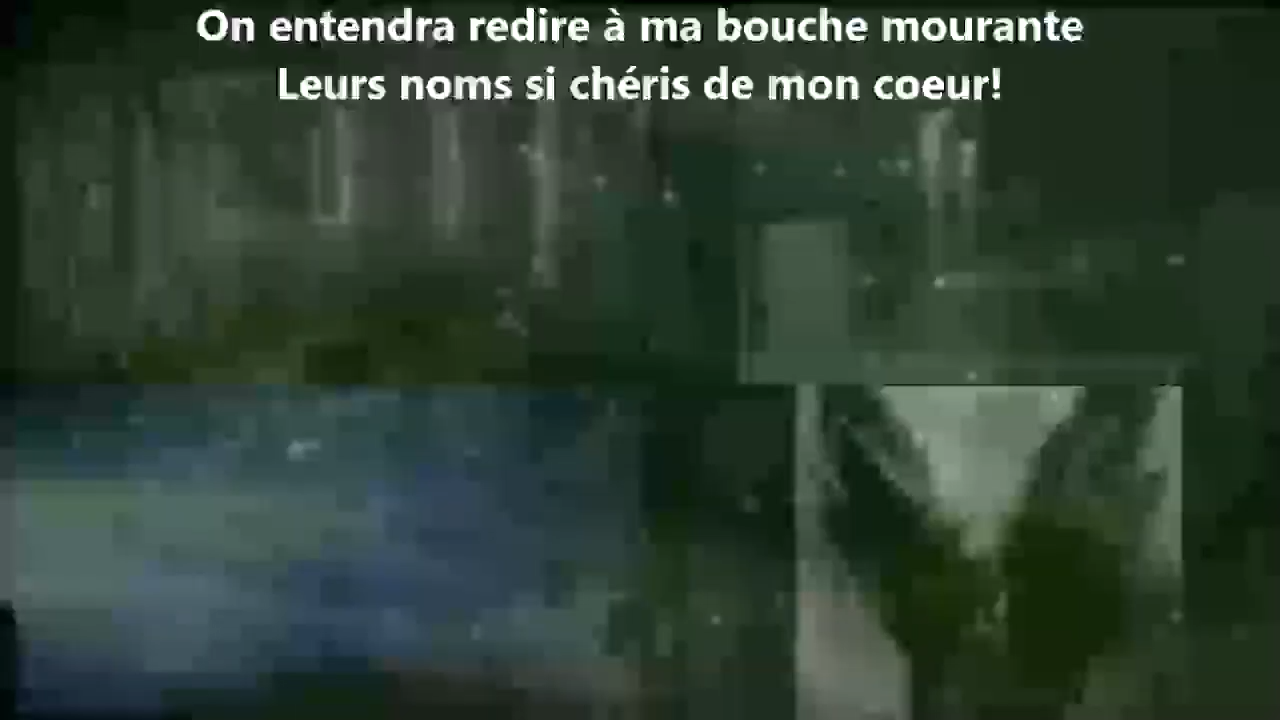 On entendra redire à ma bouche mourante
Leurs noms si chéris de mon coeur!